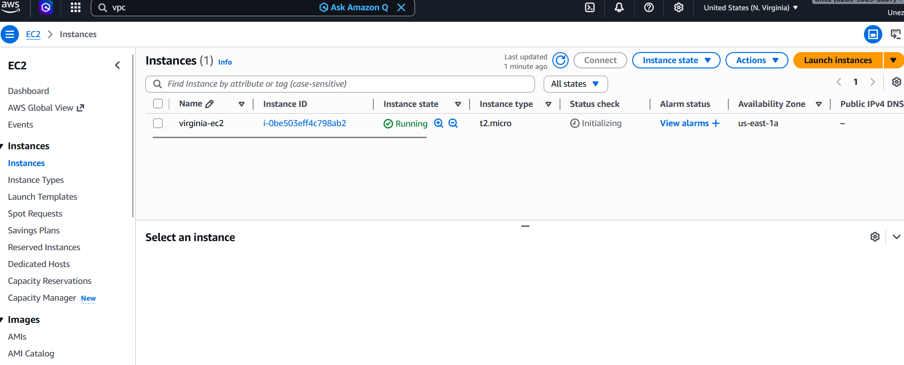 aws
vpc
Ask Amazon Q
United States (N. Virginia)
EC2 > Instances
EC2
Dashboard
AWS Global View
Events
Instances
Instances
Instance Types
Launch Templates
Spot Requests
Savings Plans
Reserved Instances
Dedicated Hosts
Capacity Reservations
Capacity Manager New
Images
AMIs
AMI Catalog
Instances (1) Info
Last updated
1 minute ago
Connect
Instance state
Actions
Launch instances
Find Instance by attribute or tag (case-sensitive)
All states
1
Name Instance ID Instance state Instance type Status check Alarm status Availability Zone Public IPv4 DNS
virginia-ec2 i-0be503eff4c798ab2 Running t2.micro Initializing View alarms + us-east-1a –
Select an instance